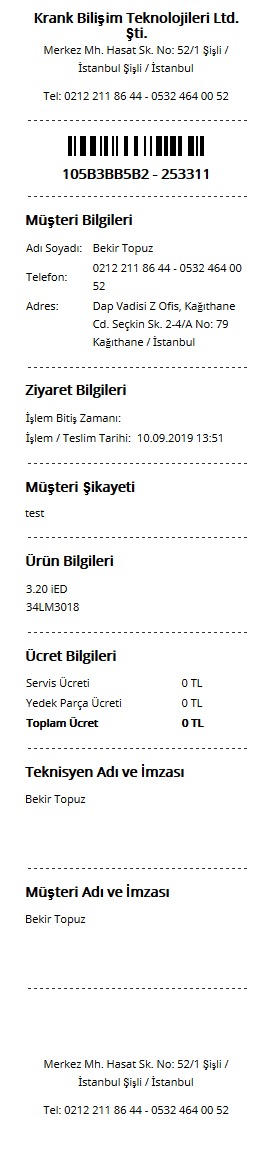 Krank Bilişim Teknolojileri Ltd.
Şti.
Merkez Mh. Hasat Sk. No: 52/1 Şişli /
İstanbul Şişli / İstanbul
Tel: 0212 211 86 44 - 0532 464 00 52
105B3BB5B2 - 253311
Müşteri Bilgileri
Adı Soyadı: Bekir Topuz
Telefon: 0212 211 86 44 - 0532 464 00
52
Adres: Dap Vadisi Z Ofis, Kağıthane
Cd. Seçkin Sk. 2-4/A No: 79
Kağıthane / İstanbul
Ziyaret Bilgileri
İşlem Bitiş Zamanı:
İşlem / Teslim Tarihi: 10.09.2019 13:51
Müşteri Şikayeti
test
Ürün Bilgileri
3.20 iED
34LM3018
Ücret Bilgileri
Servis Ücreti 0 TL
Yedek Parça Ücreti 0 TL
Toplam Ücret 0 TL
Teknisyen Adı ve İmzası
Bekir Topuz
Müşteri Adı ve İmzası
Bekir Topuz
Merkez Mh. Hasat Sk. No: 52/1 Şişli /
İstanbul Şişli / İstanbul
Tel: 0212 211 86 44 - 0532 464 00 52